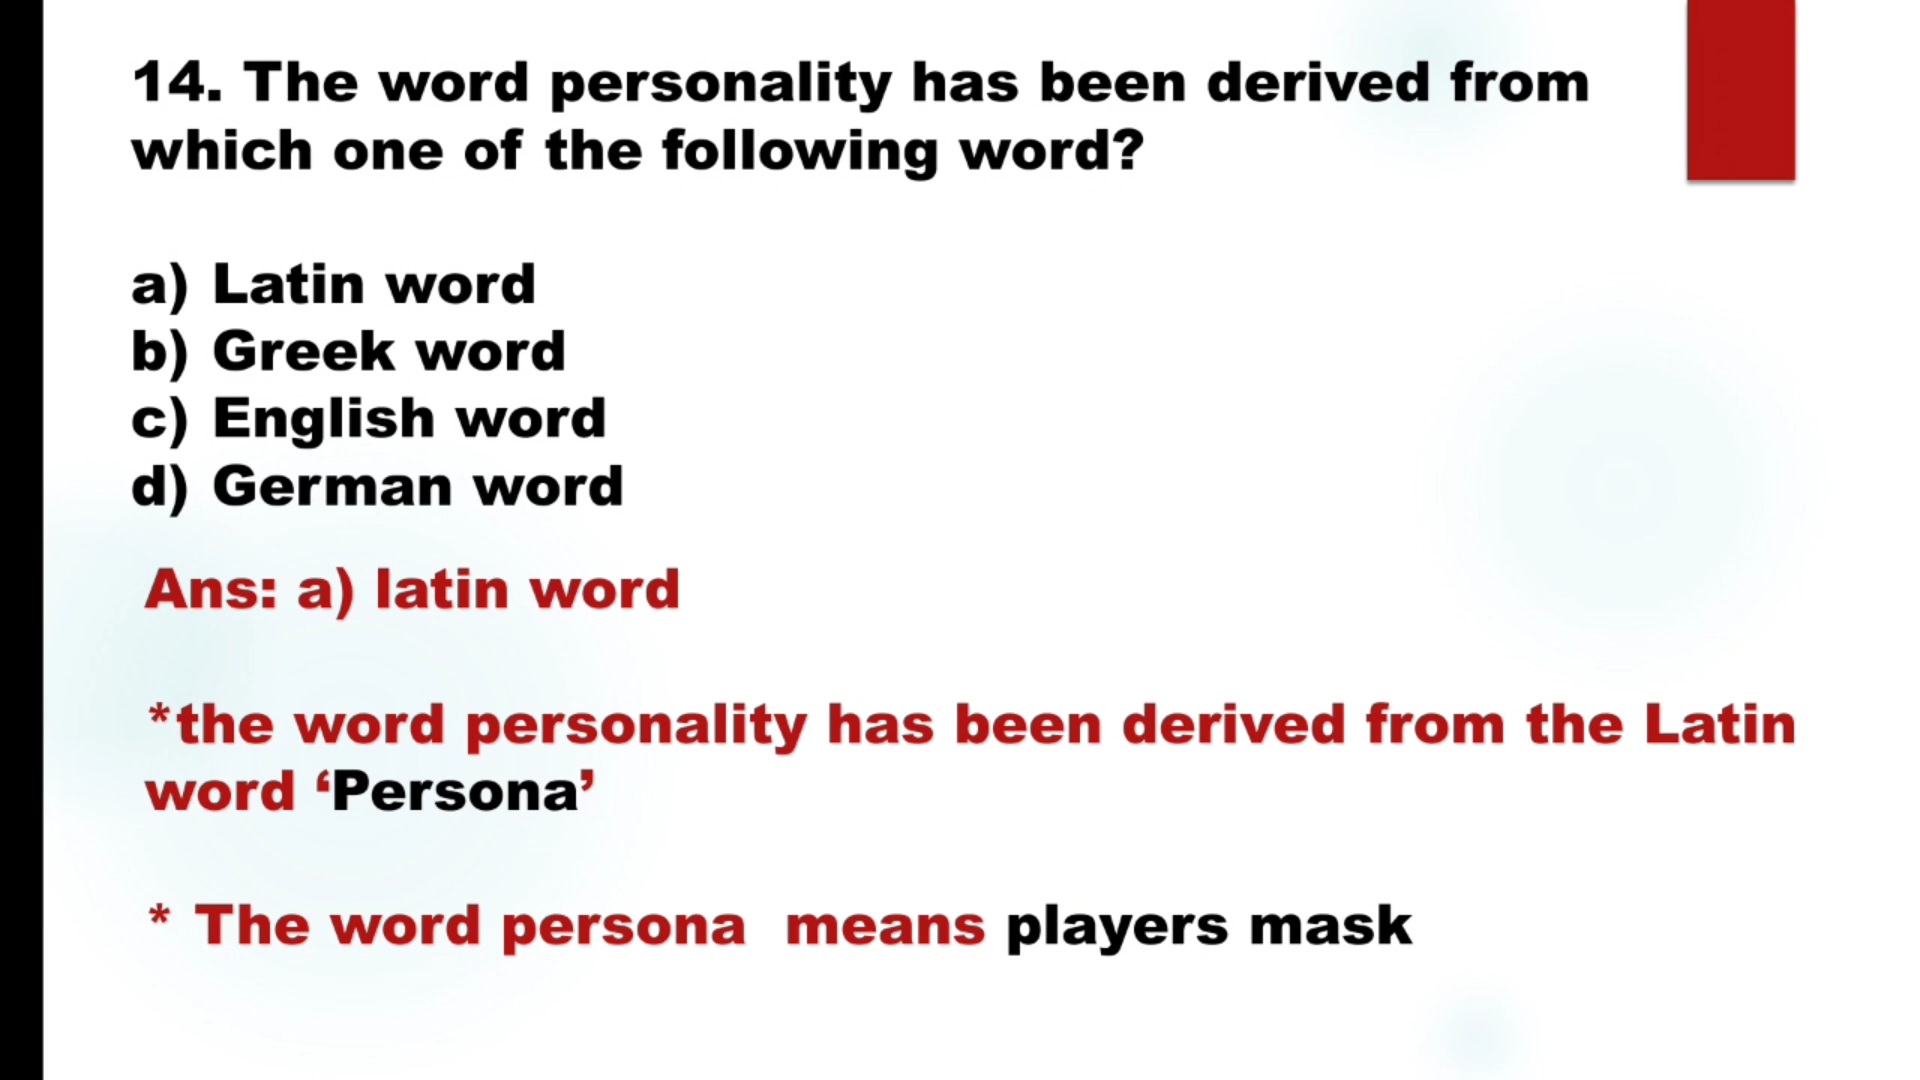 14. The word personality has been derived from
which one of the following word?
a) Latin word
b) Greek word
c) English word
d) German word
Ans: a) latin word
*the word personality has been derived from the Latin
word ‘Persona’
* The word persona  means players mask